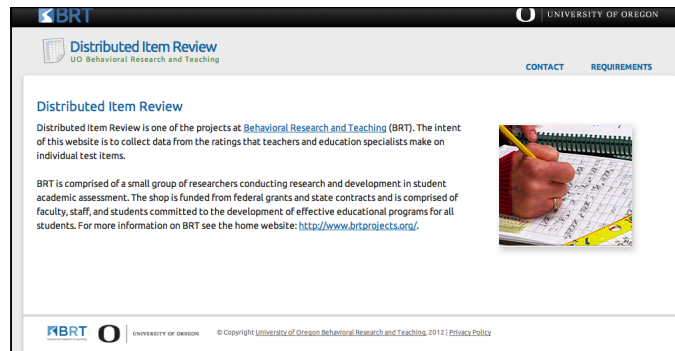 BRT
UNIVERSITY OF OREGON
Distributed Item Review
UO Behavioral Research and Teaching
CONTACT REQUIREMENTS
Distributed Item Review
Distributed Item Review is one of the projects at Behavioral Research and Teaching (BRT). The intent
of this website is to collect data from the ratings that teachers and education specialists make on
individual test items.
BRT is comprised of a small group of researchers conducting research and development in student
academic assessment. The shop is funded from federal grants and state contracts and is comprised of
faculty, staff, and students committed to the development of effective educational programs for all
students. For more information on BRT see the home website: http://www.brtprojects.org/.
BRT
UNIVERSITY OF OREGON
© Copyright University of Oregon Behavioral Research and Teaching, 2012 | Privacy Policy